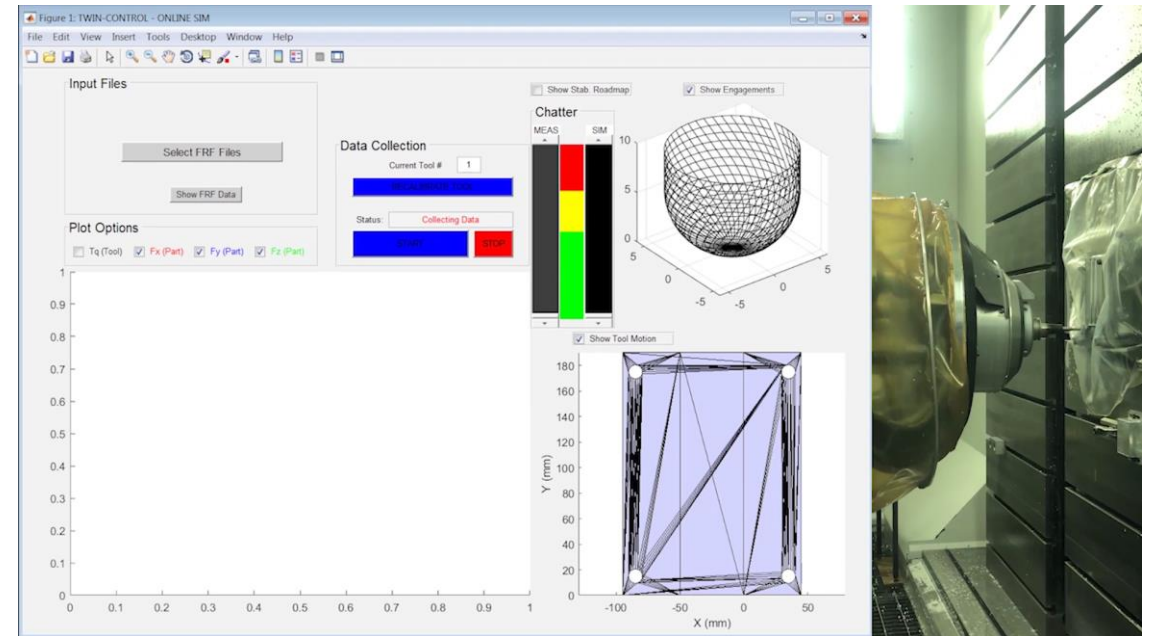 Figure 1: TWIN-CONTROL - ONLINE SIM
File Edit View Insert Tools Desktop Window Help
Input Files
Select FRF Files
Show FRF Data
Plot Options
Tq (Tool) Fx (Part) Fy (Part) Fz (Part)
Data Collection
Current Tool # 1
RECALIBRATE TOOL
Status: Collecting Data
START STOP
Show Stab. Roadmap
Show Engagements
Chatter
MEAS SIM
10
5
0
5
0
-5
-5
0
5
Show Tool Motion
1
0.9
0.8
0.7
0.6
0.5
0.4
0.3
0.2
0.1
0
0 0.1 0.2 0.3 0.4 0.5 0.6 0.7 0.8 0.9 1
180
160
140
120
100
80
60
40
20
0
Y (mm)
-100 -50 0 50
X (mm)